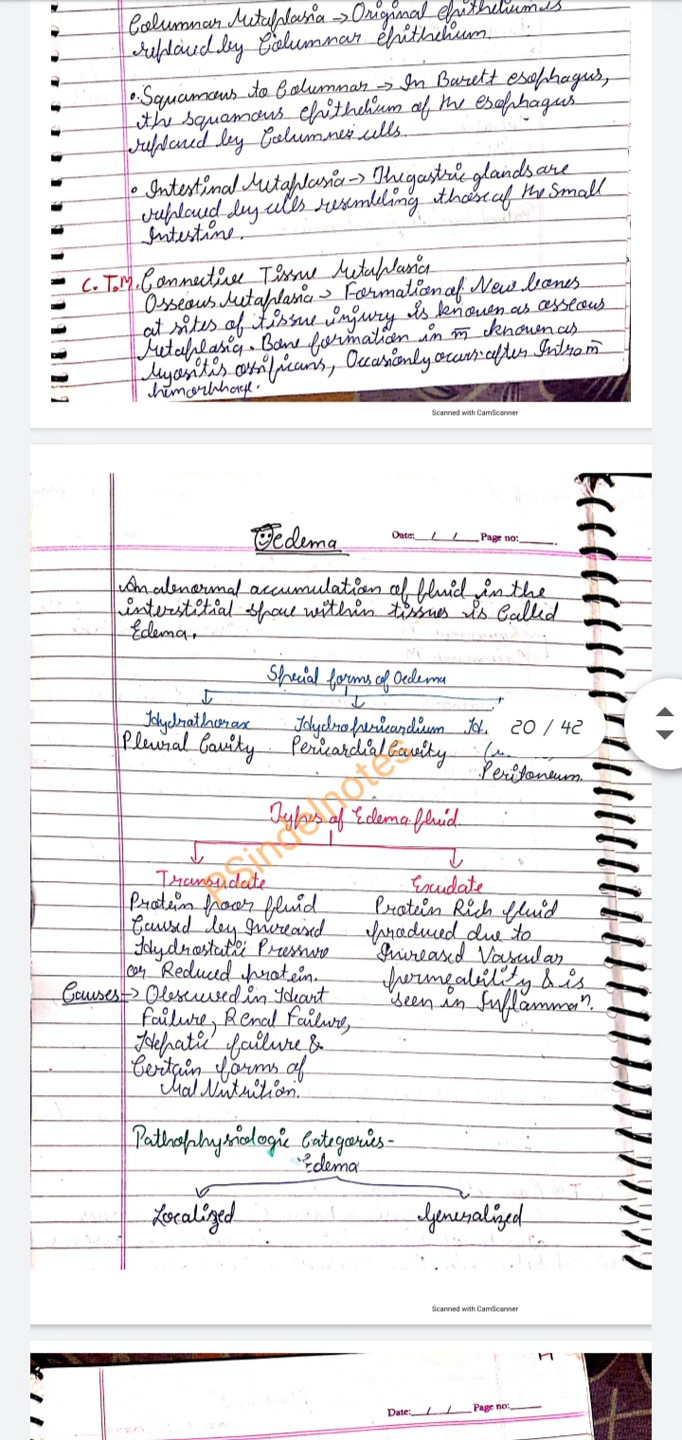 Columnar Metaplasia → Original epithelium is
replaced by Columnar epithelium.
• Squamous to Columnar → In Barett esophagus,
the squamous epithelium of the esophagus
replaced by Columner cells.
• Intestinal Metaplasia → The gastric glands are
replaced by cells resembling those of the Small
Intestine.
C.T.M. Connective Tissue Metaplasia
Osseous Metaplasia → Formation of New bones
at sites of tissue injury is known as osseous
Metaplasia. Bone formation in m̅ known as
Myositis ossificans, Occasionly occurs after Intram̅
hemorhhage.
Scanned with CamScanner
Oedema
Date: / / Page no:
An abnormal accumulation of fluid in the
interstitial space within tissues is Called
Edema.
Special forms of Oedema
Hydrothorax Hydropericardium
20 / 42
Pleural Cavity Pericardial Cavity
Peritoneum.
PSindelnotes
Types of Edema fluid
Transudate Exudate
Protein poor fluid Protein Rich fluid
Caused by Increased produced due to
Hydrostatic Pressure Increased Vascular
or Reduced protein. permeability & is
Causes → Observed in Heart seen in Inflammaⁿ.
Failure, Renal Failure,
Hepatic failure &
Certain forms of
Mal Nutrition.
Pathophysiologic Categories -
Edema
Localized Generalized
Scanned with CamScanner
Date: / / Page no: